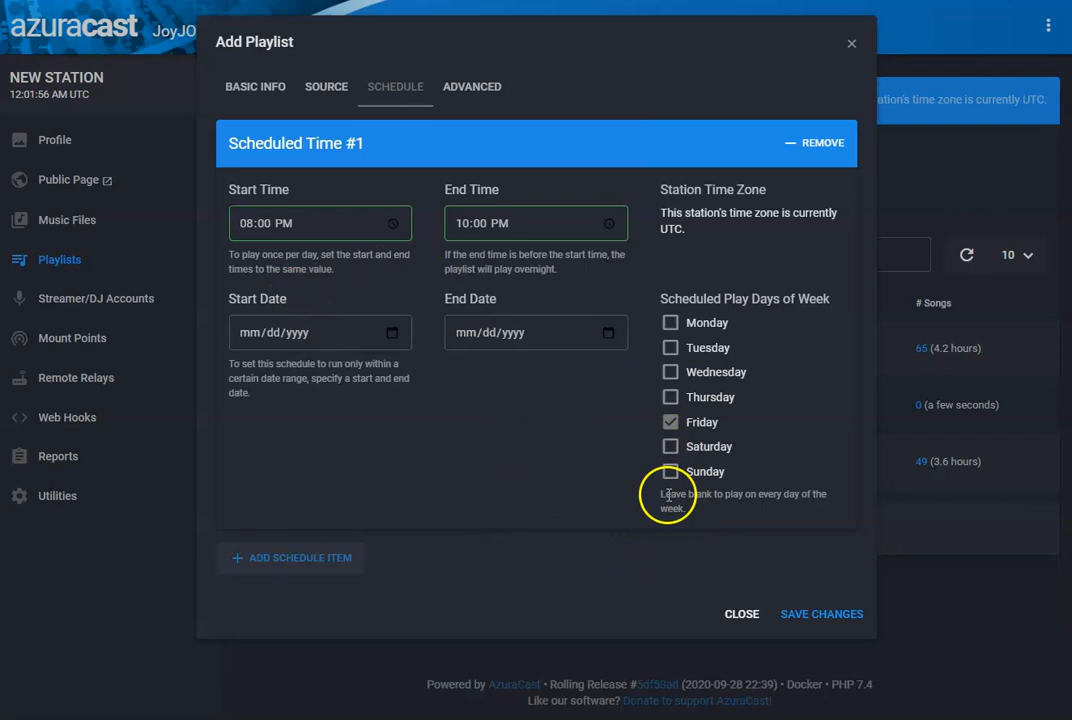 azuracast JoyJO
NEW STATION
12:01:56 AM UTC
Profile
Public Page
Music Files
Playlists
Streamer/DJ Accounts
Mount Points
Remote Relays
Web Hooks
Reports
Utilities
Add Playlist
×
BASIC INFO SOURCE SCHEDULE ADVANCED
Scheduled Time #1
— REMOVE
Start Time
08:00 PM
To play once per day, set the start and end
times to the same value.
End Time
10:00 PM
If the end time is before the start time, the
playlist will play overnight.
Station Time Zone
This station's time zone is currently
UTC.
Start Date
mm/dd/yyyy
To set this schedule to run only within a
certain date range, specify a start and end
date.
End Date
mm/dd/yyyy
Scheduled Play Days of Week
Monday
Tuesday
Wednesday
Thursday
Friday
Saturday
Sunday
Leave blank to play on every day of the
week.
+ ADD SCHEDULE ITEM
CLOSE SAVE CHANGES
ation's time zone is currently UTC.
10
# Songs
65 (4.2 hours)
0 (a few seconds)
49 (3.6 hours)
Powered by AzuraCast • Rolling Release #5df58ad (2020-09-28 22:39) • Docker • PHP 7.4
Like our software? Donate to support AzuraCast!